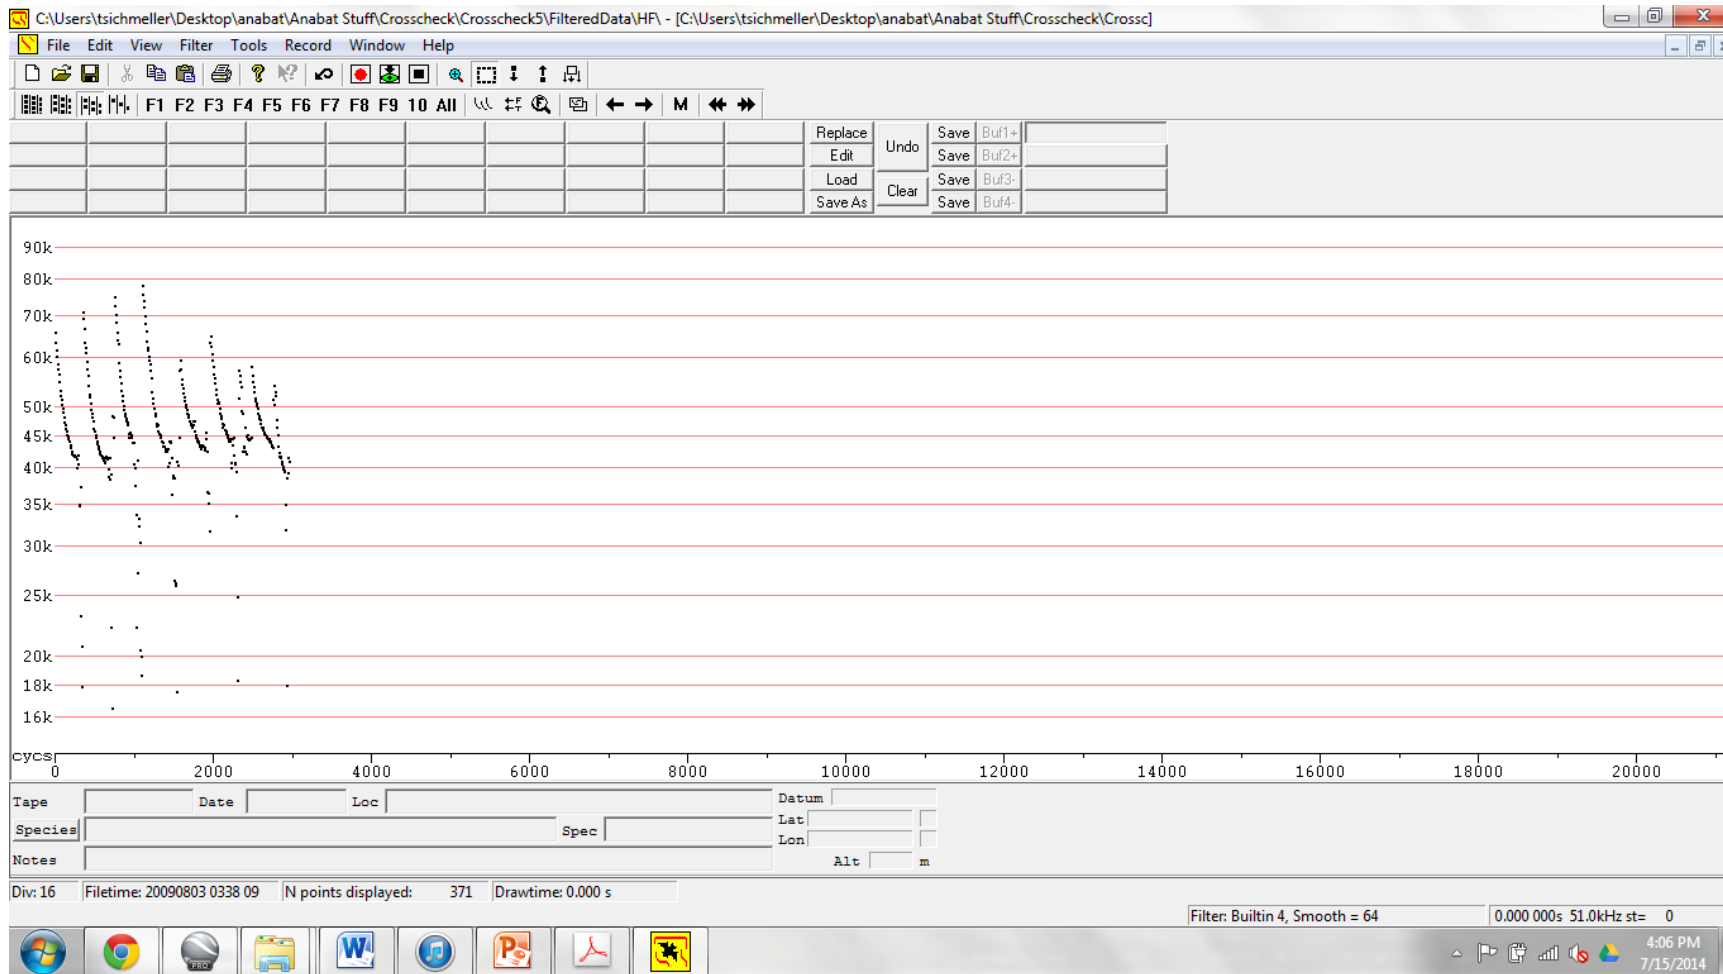 C:\Users\tsichmeller\Desktop\anabat\Anabat Stuff\Crosscheck\Crosscheck5\FilteredData\HF\ - [C:\Users\tsichmeller\Desktop\anabat\Anabat Stuff\Crosscheck\Crossc]
File Edit View Filter Tools Record Window Help
F1 F2 F3 F4 F5 F6 F7 F8 F9 10 All M
Replace Undo Save Buf1+
Edit Save Buf2+
Load Clear Save Buf3-
Save As Save Buf4-
90k
80k
70k
60k
50k
45k
40k
35k
30k
25k
20k
18k
16k
cycs
0 2000 4000 6000 8000 10000 12000 14000 16000 18000 20000
Tape Date Loc Datum
Species Spec Lat
Lon
Notes Alt m
Div: 16 Filetime: 20090803 0338 09 N points displayed: 371 Drawtime: 0.000 s
Filter: Builtin 4, Smooth = 64 0.000 000s 51.0kHz st= 0
PRO W P
4:06 PM
7/15/2014